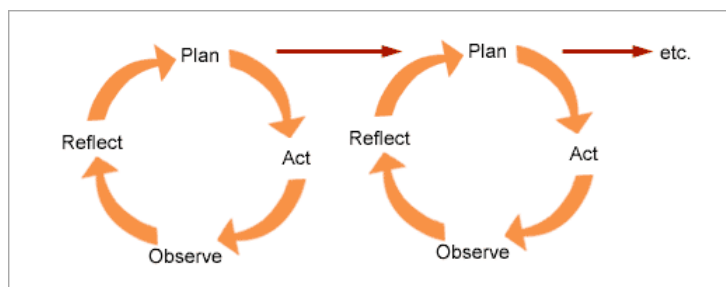 Plan
Act
Observe
Reflect
Plan
Act
Observe
Reflect
etc.